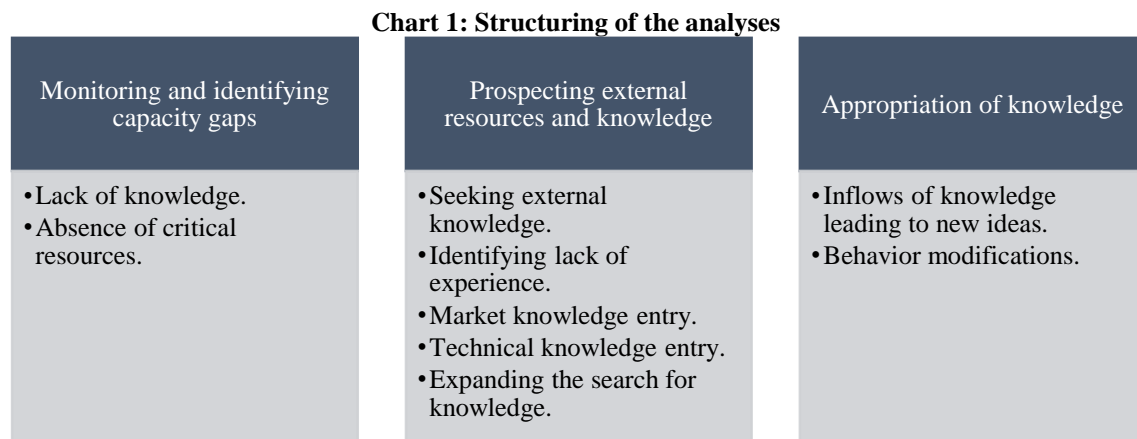 Chart 1: Structuring of the analyses
Monitoring and identifying
capacity gaps
•Lack of knowledge.
•Absence of critical
resources.
Prospecting external
resources and knowledge
•Seeking external
knowledge.
•Identifying lack of
experience.
•Market knowledge entry.
•Technical knowledge entry.
•Expanding the search for
knowledge.
Appropriation of knowledge
•Inflows of knowledge
leading to new ideas.
•Behavior modifications.